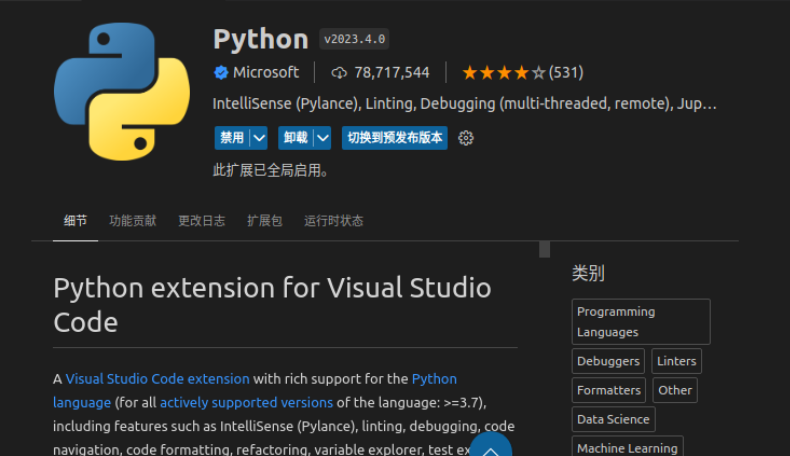 Python v2023.4.0
Microsoft 78,717,544 (531)
IntelliSense (Pylance), Linting, Debugging (multi-threaded, remote), Jup...
禁用 卸载 切换到预发布版本
此扩展已全局启用。
细节 功能贡献 更改日志 扩展包 运行时状态
Python extension for Visual Studio
Code
A Visual Studio Code extension with rich support for the Python
language (for all actively supported versions of the language: >=3.7),
including features such as IntelliSense (Pylance), linting, debugging, code
navigation, code formatting, refactoring, variable explorer, test
类别
Programming
Languages
Debuggers Linters
Formatters Other
Data Science
Machine Learning